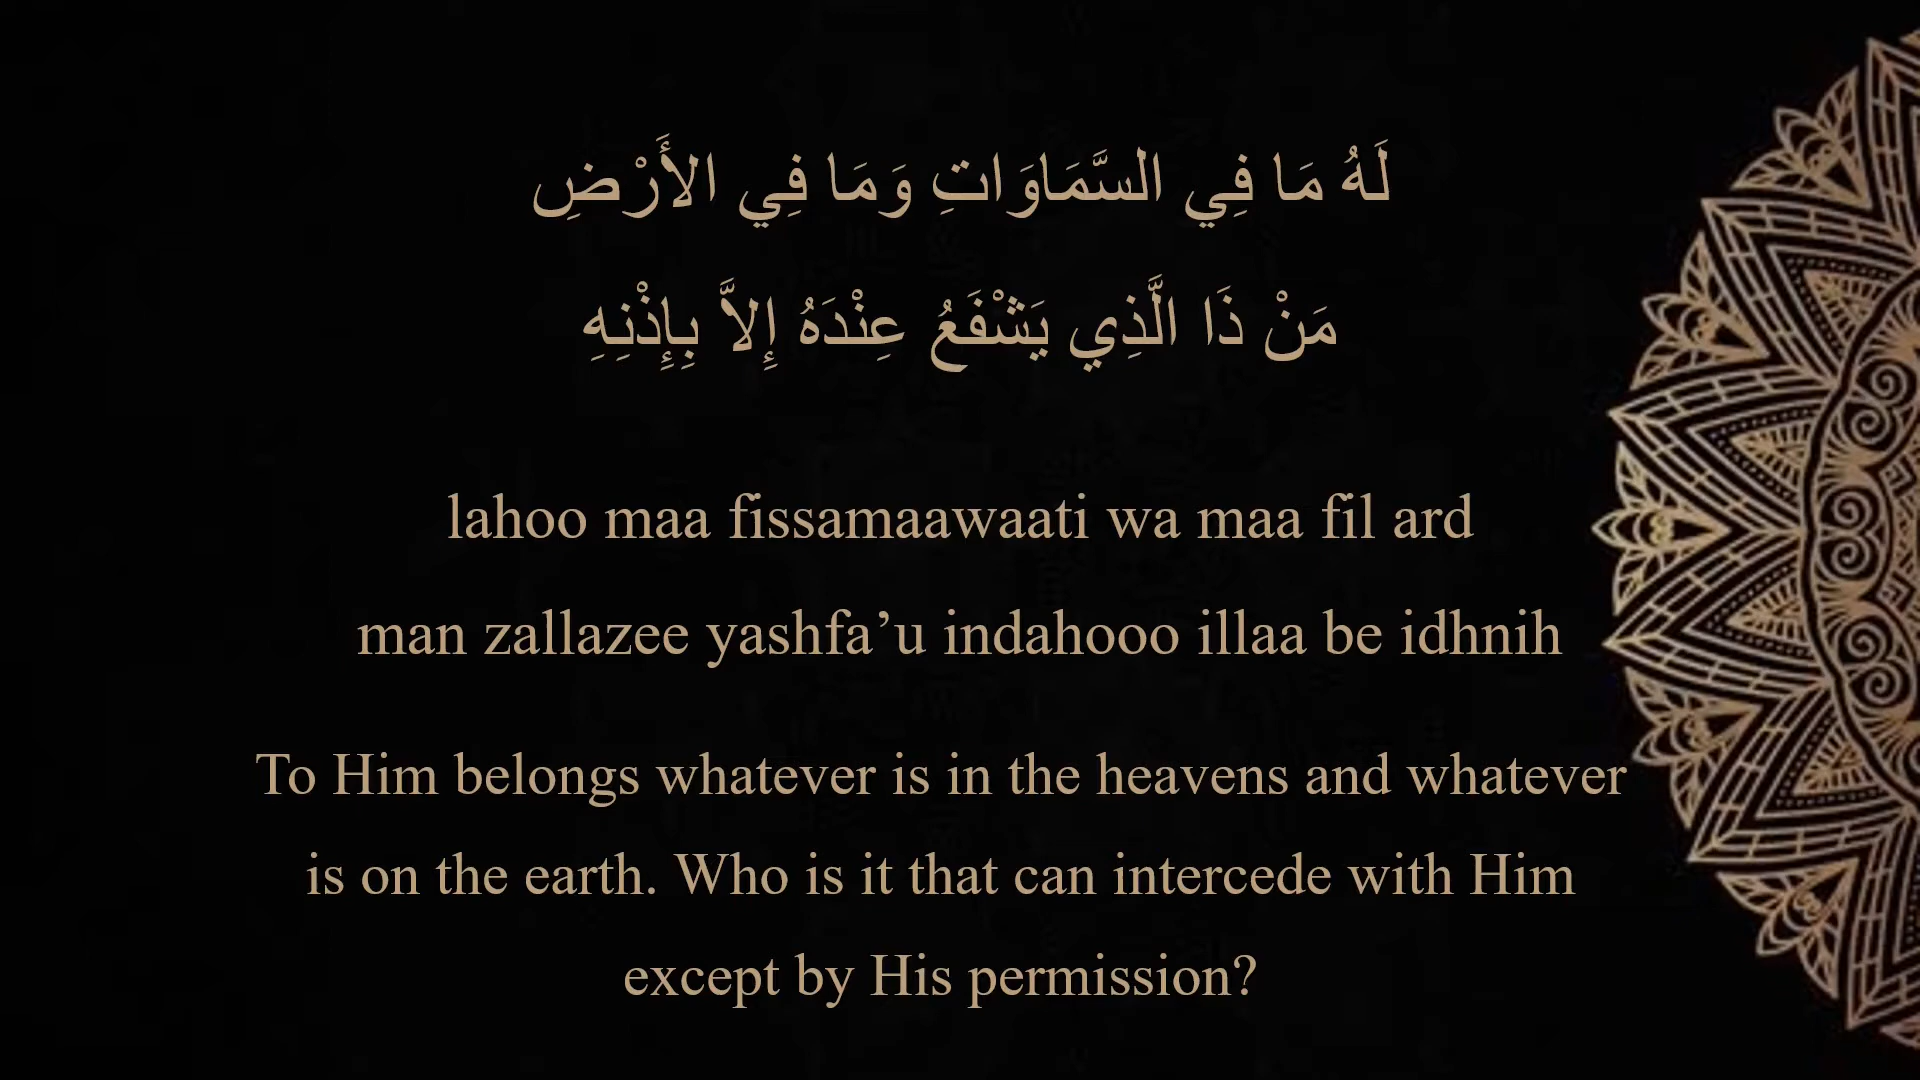 لَهُ مَا فِي السَّمَاوَاتِ وَمَا فِي الأَرْضِ
مَنْ ذَا الَّذِي يَشْفَعُ عِنْدَهُ إِلاَّ بِإِذْنِهِ
lahoo maa fissamaawaati wa maa fil ard
man zallazee yashfa’u indahooo illaa be idhnih
To Him belongs whatever is in the heavens and whatever
is on the earth. Who is it that can intercede with Him
except by His permission?